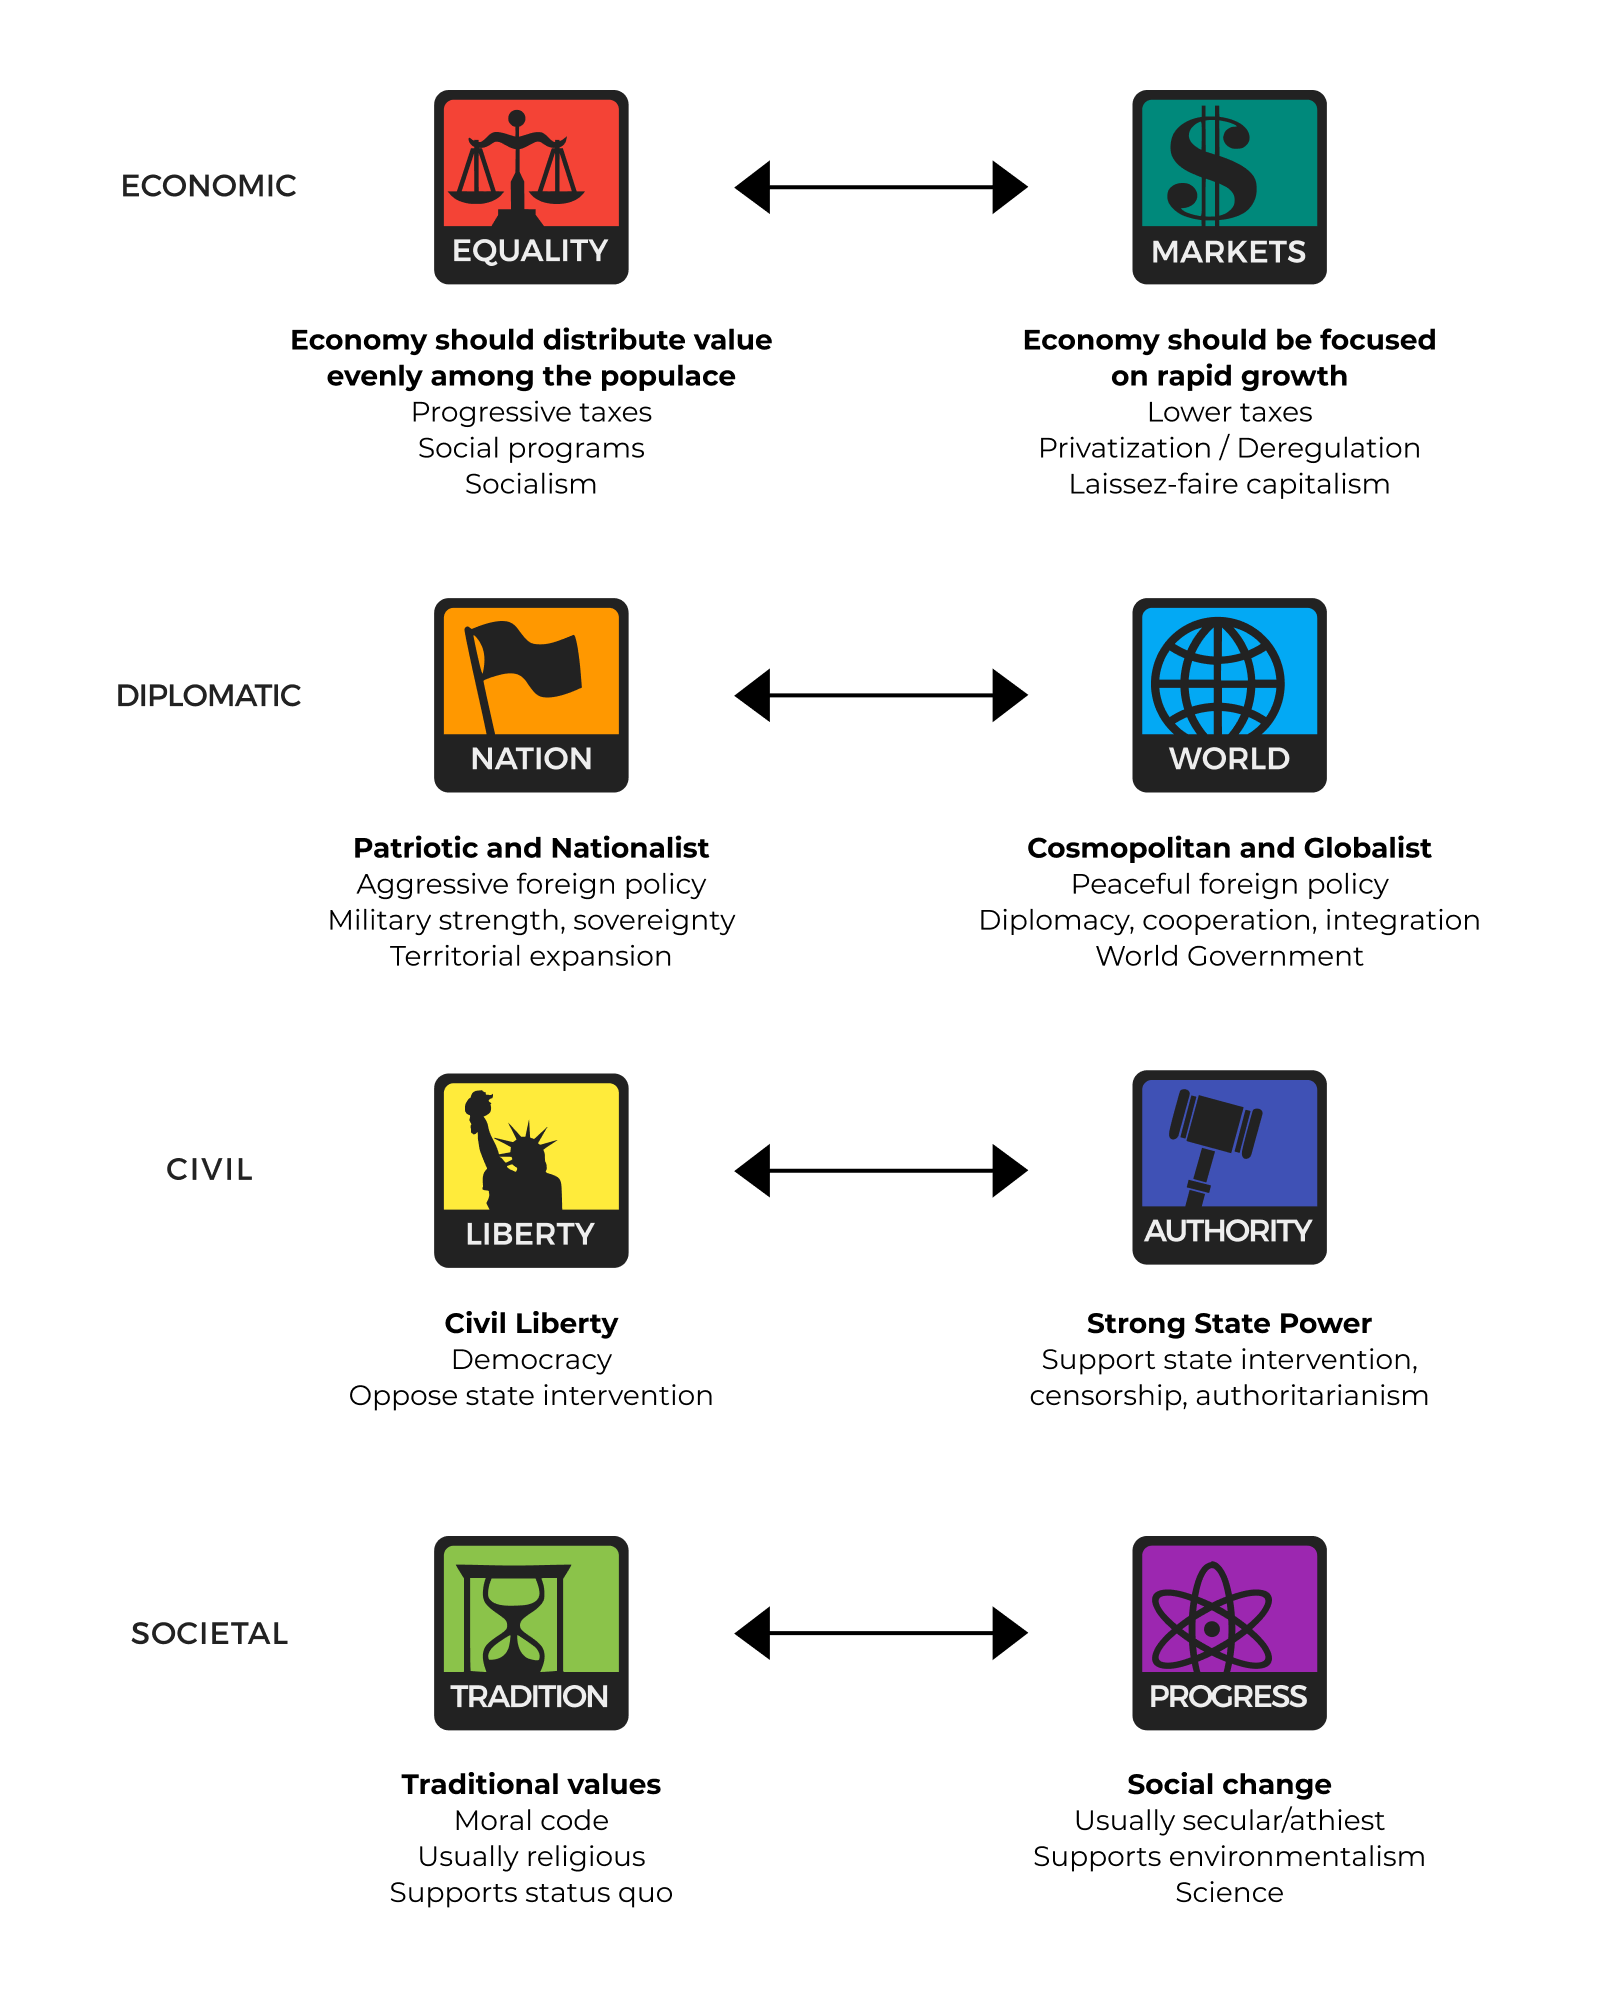 ECONOMIC
EQUALITY
MARKETS
Economy should distribute value
evenly among the populace
Progressive taxes
Social programs
Socialism
Economy should be focused
on rapid growth
Lower taxes
Privatization / Deregulation
Laissez-faire capitalism
DIPLOMATIC
NATION
WORLD
Patriotic and Nationalist
Aggressive foreign policy
Military strength, sovereignty
Territorial expansion
Cosmopolitan and Globalist
Peaceful foreign policy
Diplomacy, cooperation, integration
World Government
CIVIL
LIBERTY
AUTHORITY
Civil Liberty
Democracy
Oppose state intervention
Strong State Power
Support state intervention,
censorship, authoritarianism
SOCIETAL
TRADITION
PROGRESS
Traditional values
Moral code
Usually religious
Supports status quo
Social change
Usually secular/athiest
Supports environmentalism
Science